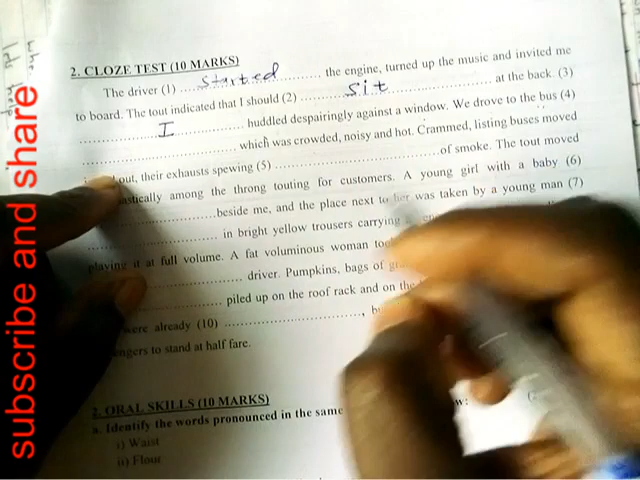 subscribe and share
2. CLOZE TEST (10 MARKS)
The driver (1) ....started.... the engine, turned up the music and invited me
to board. The tout indicated that I should (2) ....sit.... at the back. (3)
....I.... huddled despairingly against a window. We drove to the bus (4)
.... which was crowded, noisy and hot. Crammed, listing buses moved
out, their exhausts spewing (5) .... of smoke. The tout moved
among the throng touting for customers. A young girl with a baby (6)
.... beside me, and the place next to her was taken by a young man (7)
.... in bright yellow trousers carrying a
playing it at full volume. A fat voluminous woman
.... driver. Pumpkins, bags of
.... piled up on the roof rack and on the
were already (10) ....,
to stand at half fare.
2. ORAL SKILLS (10 MARKS)
a. Identify the words pronounced in the same
i) Waist
ii) Flour